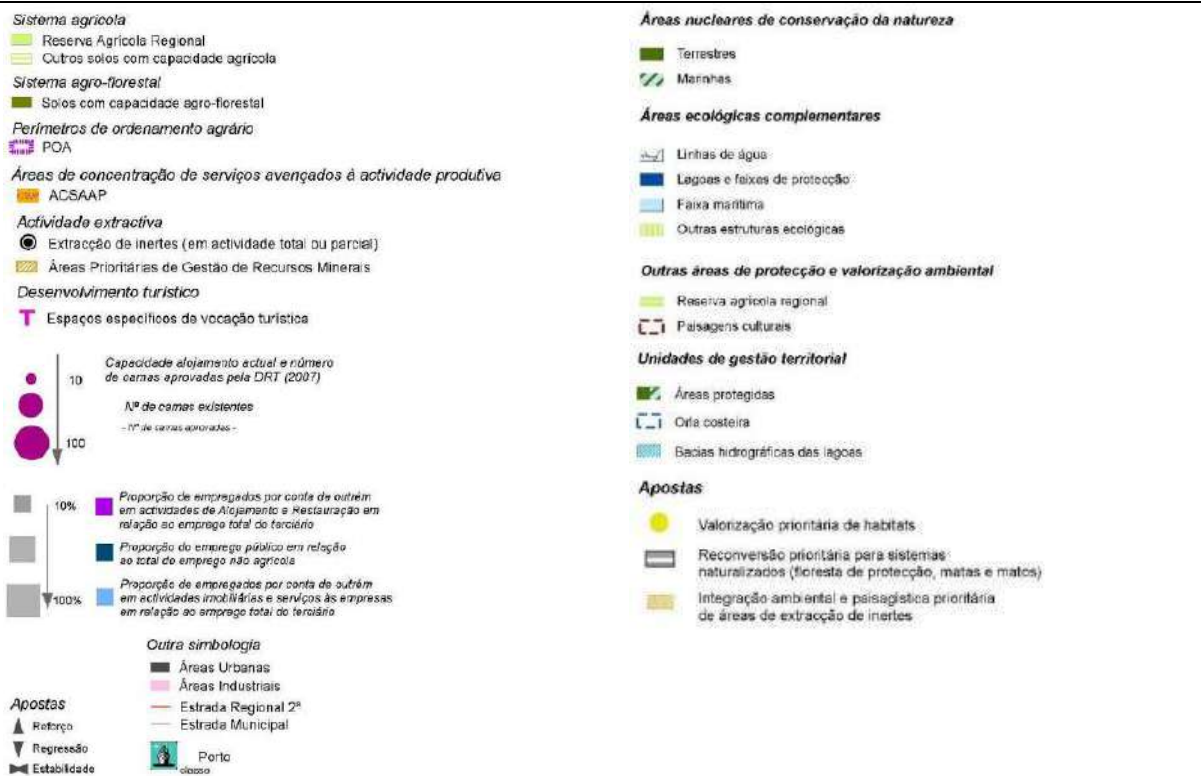 Sistema agrícola
Reserva Agrícola Regional
Outros solos com capacidade agrícola
Sistema agro-florestal
Solos com capacidade agro-florestal
Perímetros de ordenamento agrário
POA
Áreas de concentração de serviços avençados à actividade produtiva
ACSAAP
Actividade extractiva
Extracção de inertes (em actividade total ou parcial)
Áreas Prioritárias de Gestão de Recursos Minerais
Desenvolvimento turístico
T Espaços específicos de vocação turística
Capacidade alojamento actual e número
de camas aprovadas pela DRT (2007)
10
Nº de camas existentes
- Nº de camas aprovadas -
100
10%
Proporção de empregados por conta de outrém
em actividades de Alojamento e Restauração em
relação ao emprego total do terciário
Proporção do emprego público em relação
ao total do emprego não agrícola
100%
Proporção de empregados por conta de outrém
em actividades imobiliárias e serviços às empresas
em relação ao emprego total do terciário
Outra simbologia
Áreas Urbanas
Áreas Industriais
Estrada Regional 2ª
Estrada Municipal
Porto
classe
Apostas
Reforço
Regressão
Estabilidade
Áreas nucleares de conservação da natureza
Terrestres
Marinhas
Áreas ecológicas complementares
Linhas de água
Lagoas e faixas de protecção
Faixa marítima
Outras estruturas ecológicas
Outras áreas de protecção e valorização ambiental
Reserva agrícola regional
Paisagens culturais
Unidades de gestão territorial
Áreas protegidas
Orla costeira
Bacias hidrográficas das lagoas
Apostas
Valorização prioritária de habitats
Reconversão prioritária para sistemas
naturalizados (floresta de protecção, matas e matos)
Integração ambiental e paisagística prioritária
de áreas de extracção de inertes